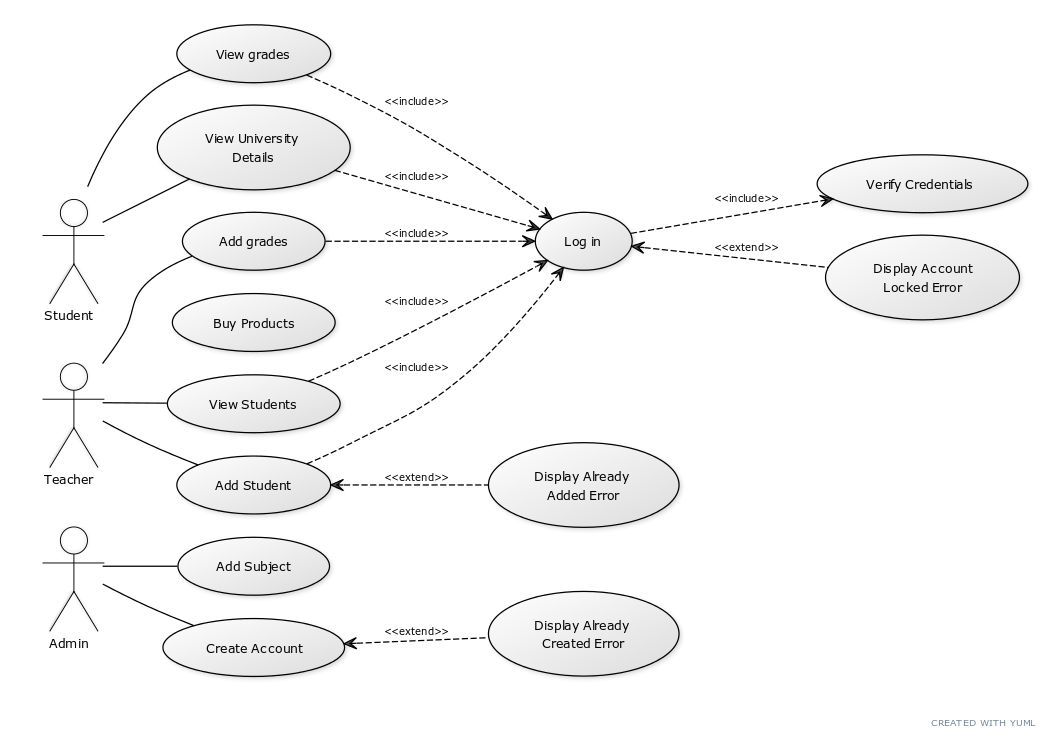 View grades
<<include>>
View University
Details
<<include>>
Verify Credentials
<<include>>
Add grades
<<include>>
Log in
<<extend>>
Display Account
Locked Error
Student
<<include>>
Buy Products
<<include>>
View Students
Teacher
Add Student
<<extend>>
Display Already
Added Error
Add Subject
Admin
Create Account
<<extend>>
Display Already
Created Error
CREATED WITH YUML